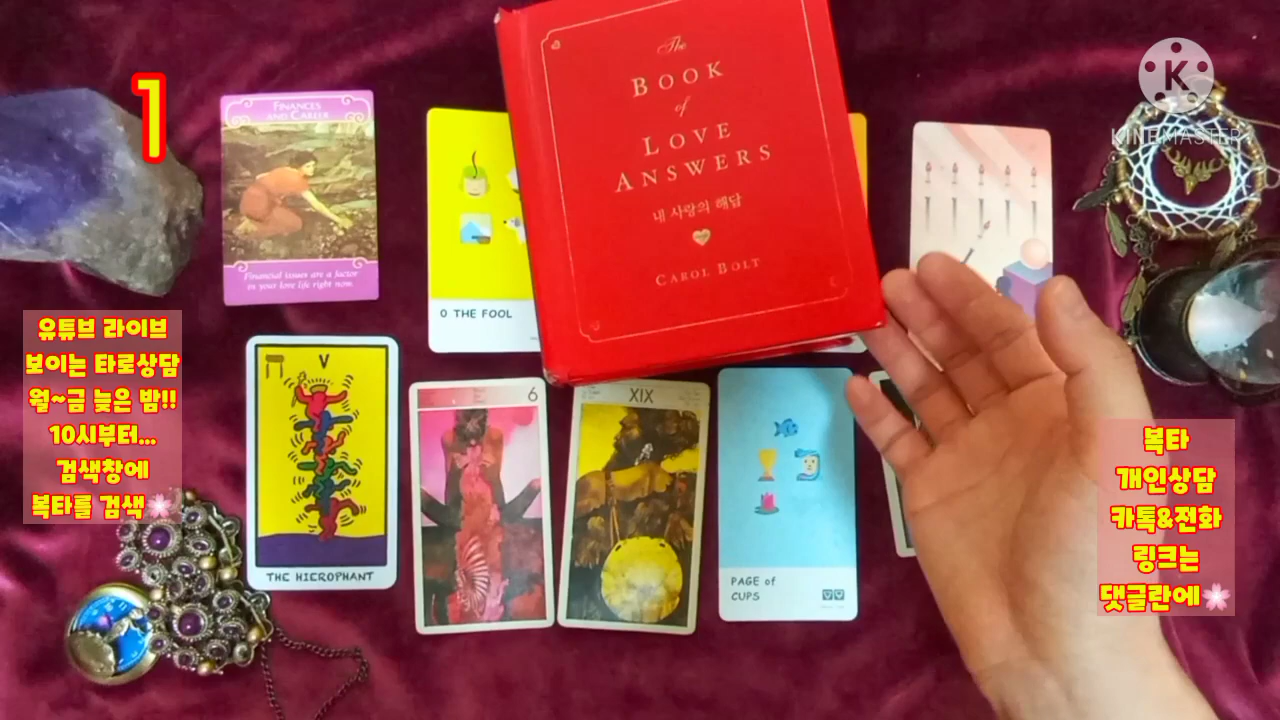 1
FINANCES
AND CAREER
Financial issues are a factor
in your love life right now.
0 THE FOOL
The
BOOK
of
LOVE
ANSWERS
내 사랑의 해답
CAROL BOLT
K
KINEMASTER
유튜브 라이브
보이는 타로상담
월~금 늦은 밤!!
10시부터...
검색창에
복타를 검색🌸
ה
V
THE HIEROPHANT
6
XIX
PAGE of
CUPS
복타
개인상담
카톡&전화
링크는
댓글란에🌸